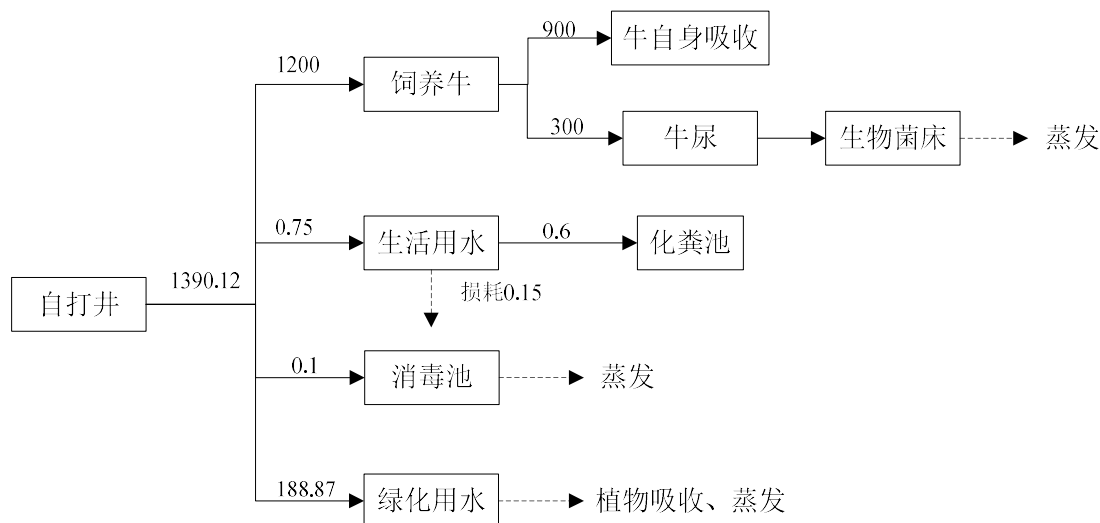 900
牛自身吸收
1200
饲养牛
300
牛尿
生物菌床
蒸发
0.75
生活用水
0.6
化粪池
1390.12
自打井
损耗0.15
0.1
消毒池
蒸发
188.87
绿化用水
植物吸收、蒸发